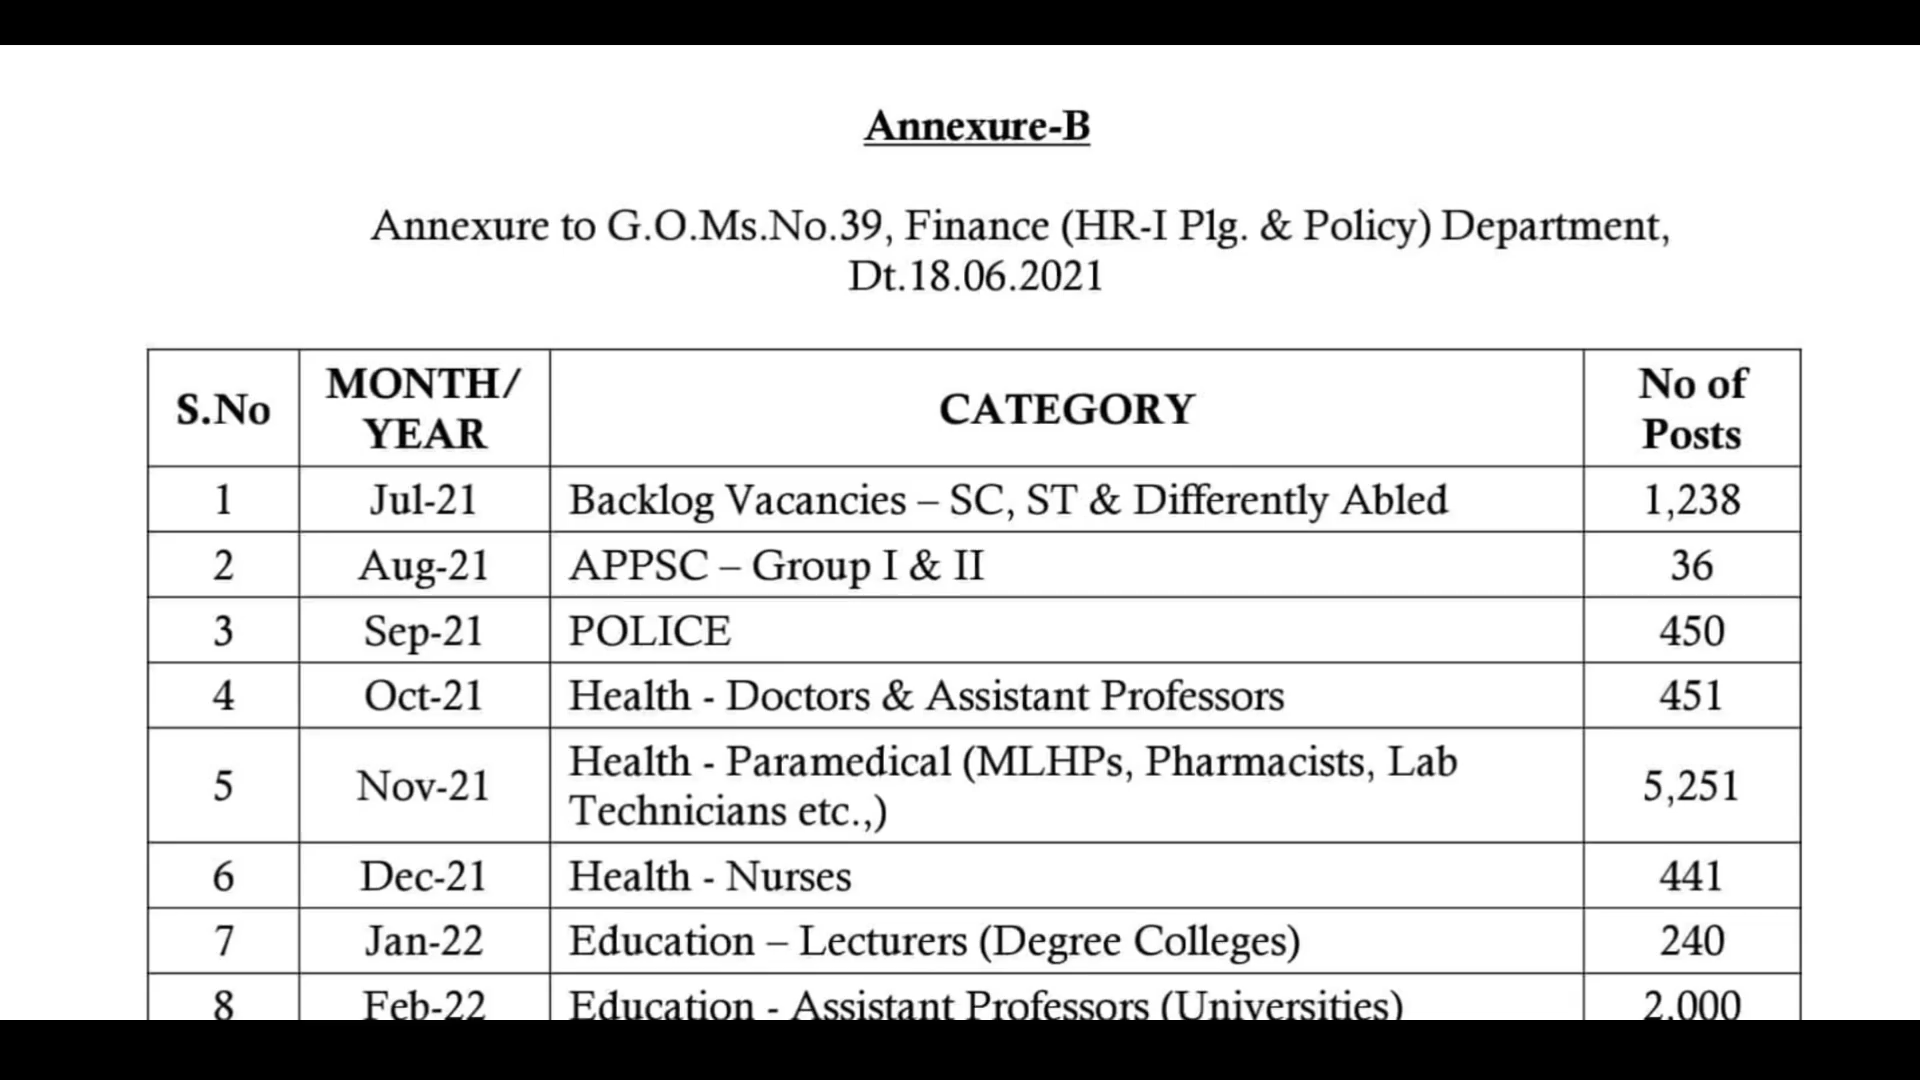 Annexure-B
Annexure to G.O.Ms.No.39, Finance (HR-I Plg. & Policy) Department,
Dt.18.06.2021
S.No MONTH/ YEAR CATEGORY No of Posts
1 Jul-21 Backlog Vacancies – SC, ST & Differently Abled 1,238
2 Aug-21 APPSC – Group I & II 36
3 Sep-21 POLICE 450
4 Oct-21 Health - Doctors & Assistant Professors 451
5 Nov-21 Health - Paramedical (MLHPs, Pharmacists, Lab
Technicians etc.,) 5,251
6 Dec-21 Health - Nurses 441
7 Jan-22 Education – Lecturers (Degree Colleges) 240
8 Feb-22 Education - Assistant Professors (Universities) 2,000